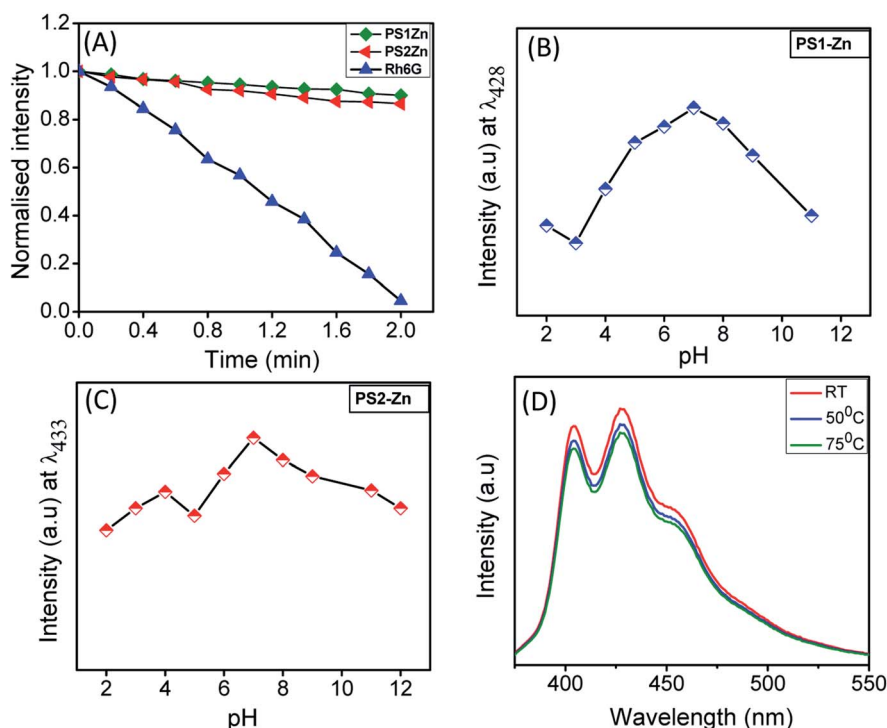 (A)
PS1Zn
PS2Zn
Rh6G
Normalised intensity
1.2
1.0
0.8
0.6
0.4
0.2
0.0
0.0 0.4 0.8 1.2 1.6 2.0
Time (min)
(B)
PS1-Zn
Intensity (a.u) at λ428
2 4 6 8 10 12
pH
(C)
PS2-Zn
Intensity (a.u) at λ433
2 4 6 8 10 12
pH
(D)
RT
50⁰C
75⁰C
Intensity (a.u)
400 450 500 550
Wavelength (nm)